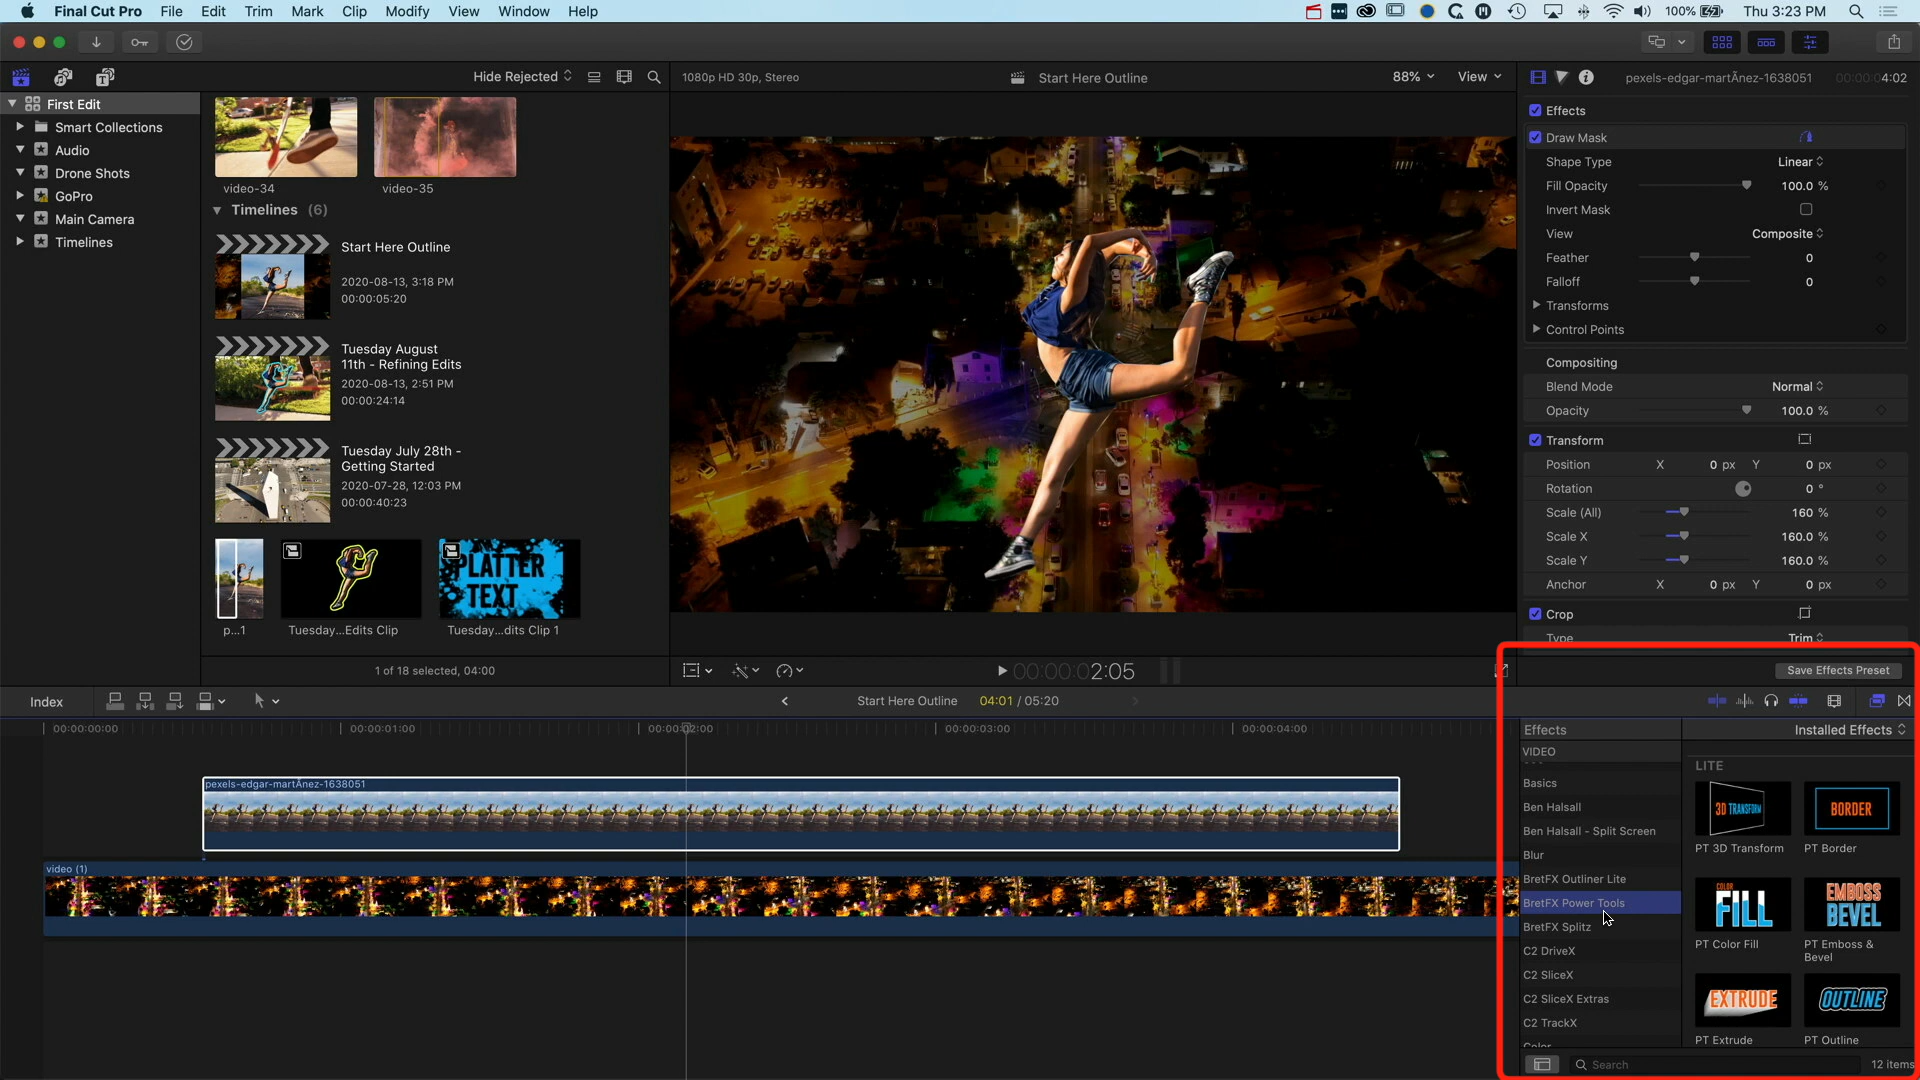 Final Cut Pro File Edit Trim Mark Clip Modify View Window Help 100% Thu 3:23 PM
Hide Rejected 1080p HD 30p, Stereo Start Here Outline 88% View pexels-edgar-martÃnez-1638051 00:00:04:02
First Edit
Smart Collections
Audio
Drone Shots
GoPro
Main Camera
Timelines
video-34 video-35
Timelines (6)
Start Here Outline
2020-08-13, 3:18 PM
00:00:05:20
Tuesday August
11th - Refining Edits
2020-08-13, 2:51 PM
00:00:24:14
Tuesday July 28th -
Getting Started
2020-07-28, 12:03 PM
00:00:40:23
PLATTER
TEXT
p...1 Tuesday...Edits Clip Tuesday...dits Clip 1
1 of 18 selected, 04:00
00:00:02:05
Effects
Draw Mask
Shape Type Linear
Fill Opacity 100.0 %
Invert Mask
View Composite
Feather 0
Falloff 0
Transforms
Control Points
Compositing
Blend Mode Normal
Opacity 100.0 %
Transform
Position X 0 px Y 0 px
Rotation 0 °
Scale (All) 160 %
Scale X 160.0 %
Scale Y 160.0 %
Anchor X 0 px Y 0 px
Crop
Type Trim
Save Effects Preset
Index Start Here Outline 04:01 / 05:20
00:00:00:00 00:00:01:00 00:00:02:00 00:00:03:00 00:00:04:00
pexels-edgar-martÃnez-1638051
video (1)
Effects Installed Effects
VIDEO
Basics
Ben Halsall
Ben Halsall - Split Screen
Blur
BretFX Outliner Lite
BretFX Power Tools
BretFX Splitz
C2 DriveX
C2 SliceX
C2 SliceX Extras
C2 TrackX
Color
LITE
3D TRANSFORM BORDER
PT 3D Transform PT Border
COLOR FILL EMBOSS BEVEL
PT Color Fill PT Emboss &
Bevel
EXTRUDE OUTLINE
PT Extrude PT Outline
Search 12 items